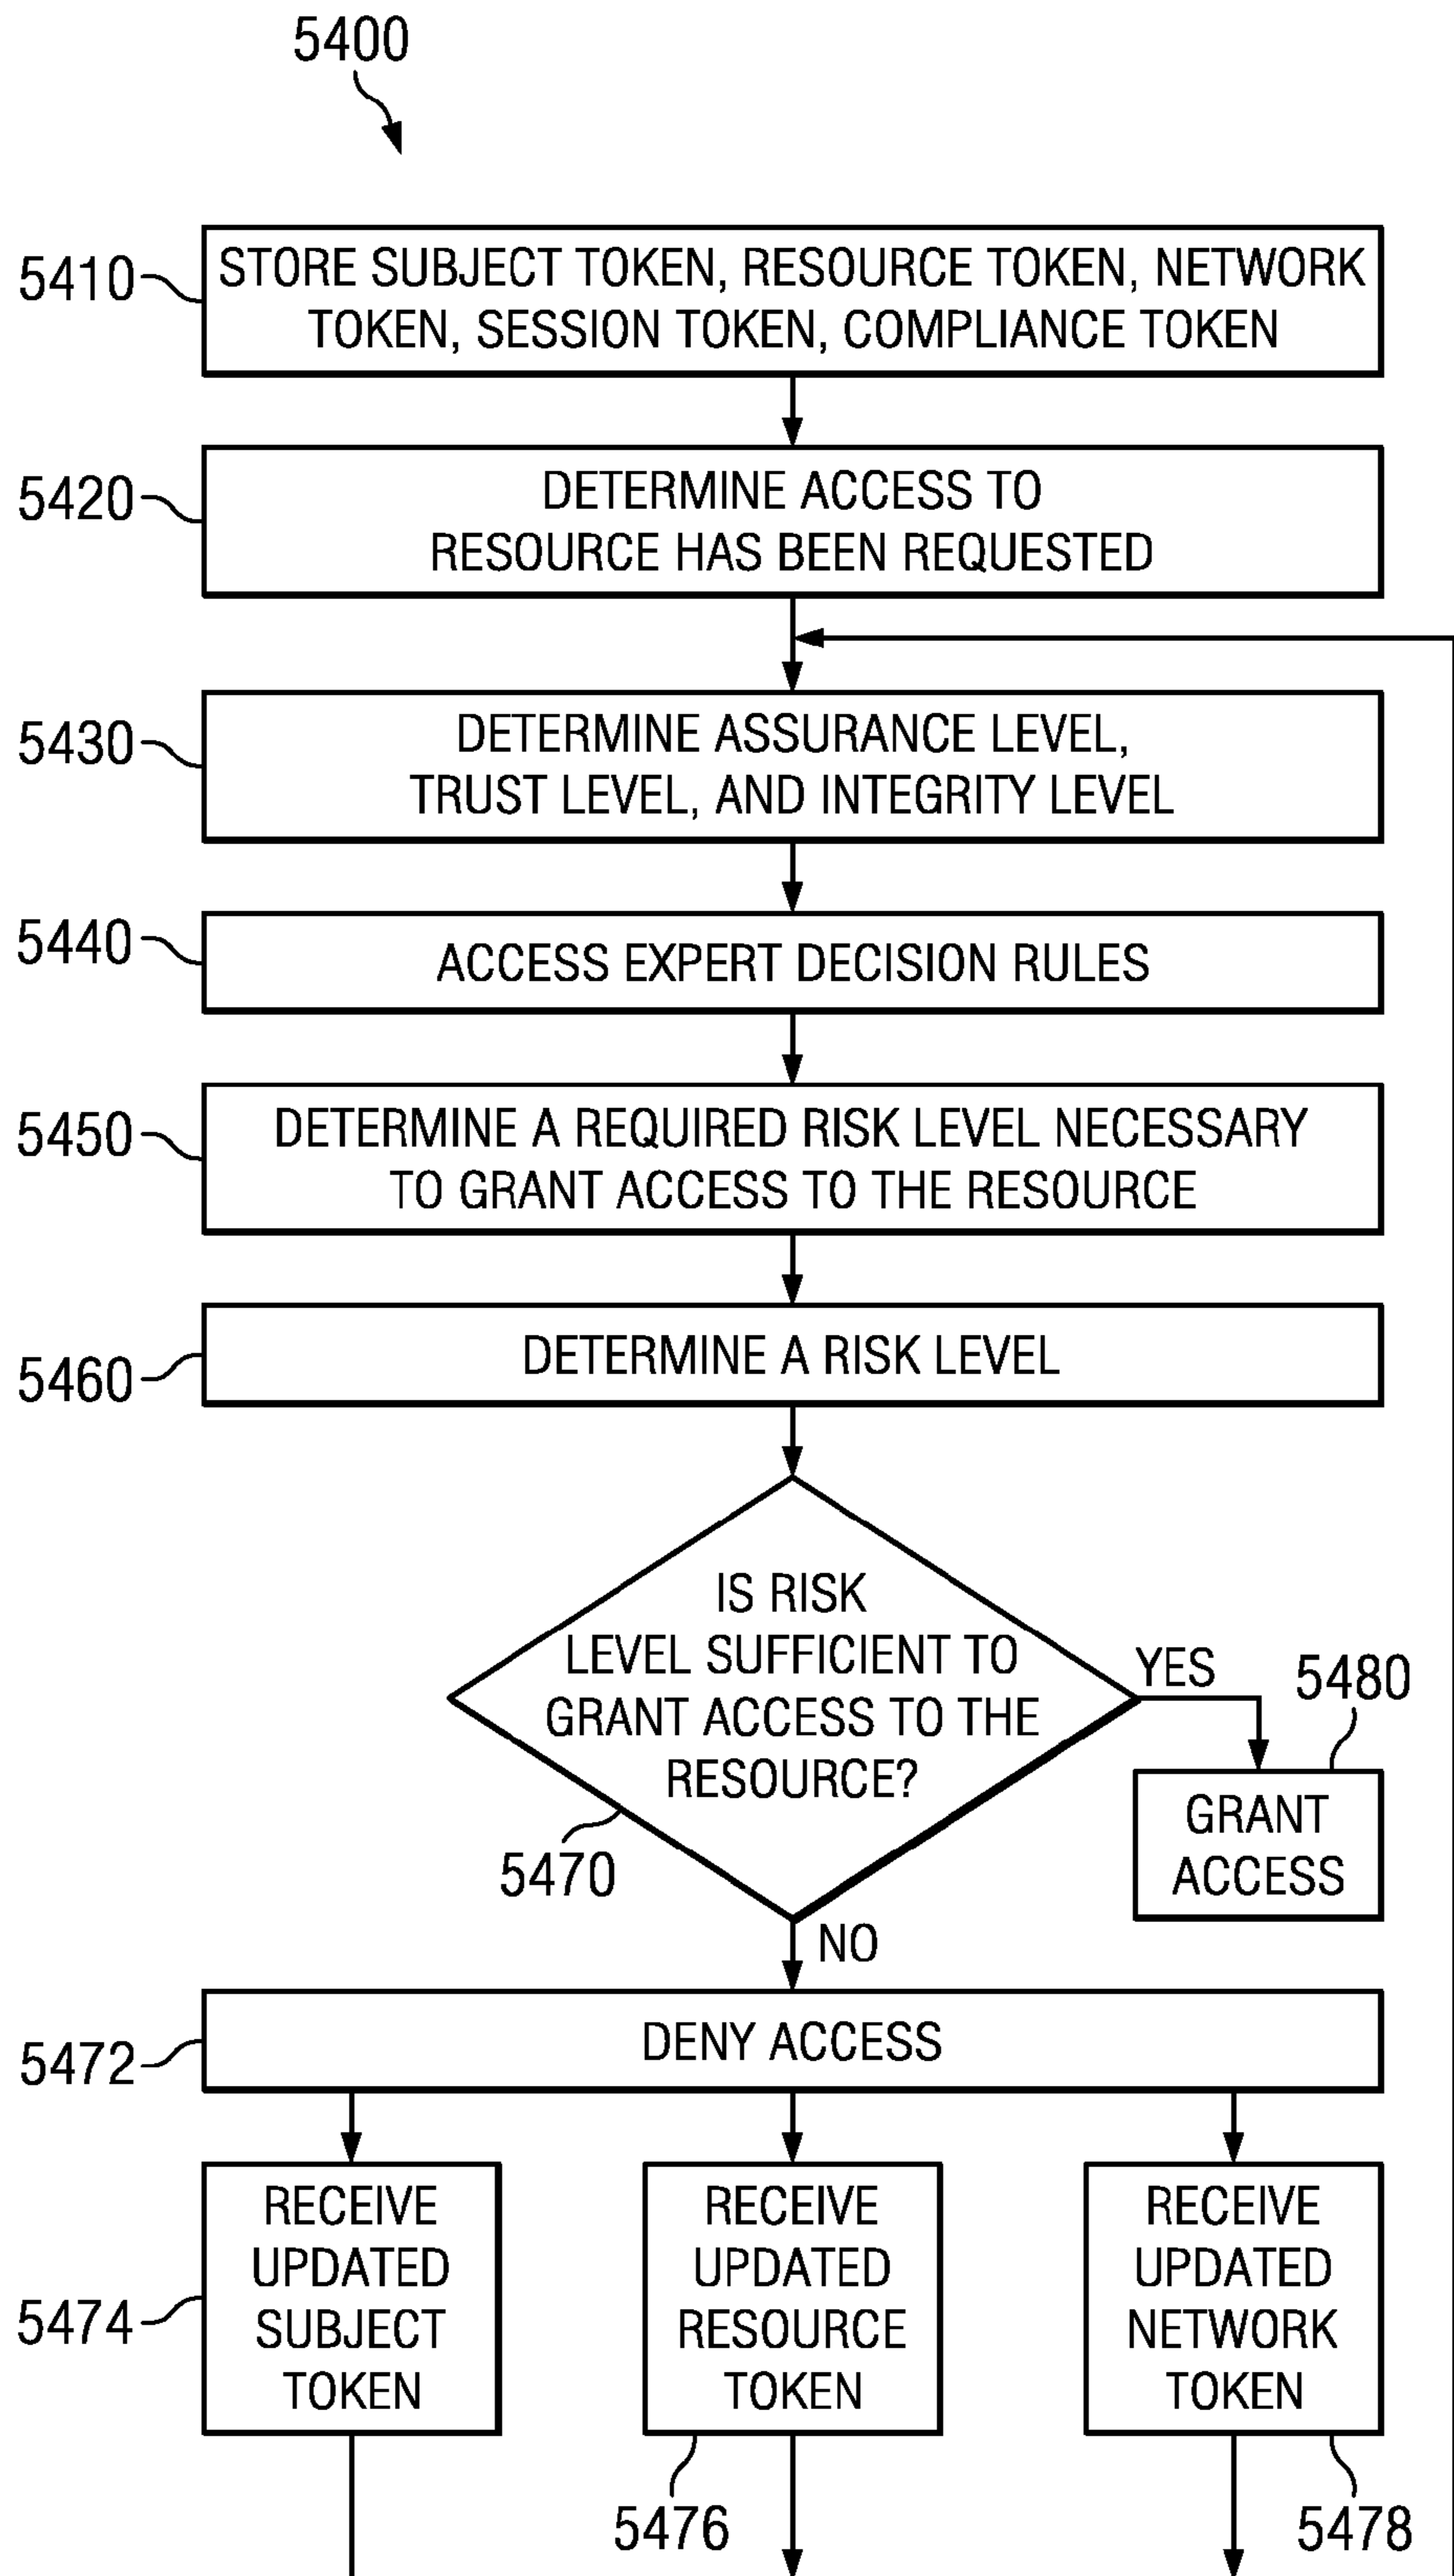 5400
5410
STORE SUBJECT TOKEN, RESOURCE TOKEN, NETWORK
TOKEN, SESSION TOKEN, COMPLIANCE TOKEN
5420
DETERMINE ACCESS TO
RESOURCE HAS BEEN REQUESTED
5430
DETERMINE ASSURANCE LEVEL,
TRUST LEVEL, AND INTEGRITY LEVEL
5440
ACCESS EXPERT DECISION RULES
5450
DETERMINE A REQUIRED RISK LEVEL NECESSARY
TO GRANT ACCESS TO THE RESOURCE
5460
DETERMINE A RISK LEVEL
IS RISK
LEVEL SUFFICIENT TO
GRANT ACCESS TO THE
RESOURCE?
5470
YES
5480
GRANT
ACCESS
NO
5472
DENY ACCESS
5474
RECEIVE
UPDATED
SUBJECT
TOKEN
RECEIVE
UPDATED
RESOURCE
TOKEN
5476
RECEIVE
UPDATED
NETWORK
TOKEN
5478